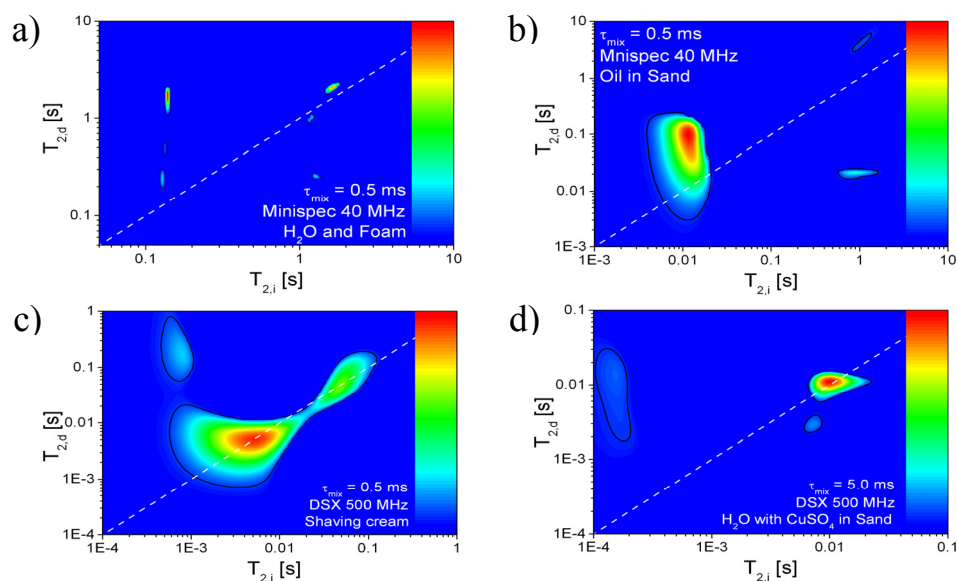 a)
10
1
0.1
T2,d [s]
τmix = 0.5 ms
Minispec 40 MHz
H2O and Foam
0.1
1
10
T2,i [s]
b)
10
1
0.1
0.01
1E-3
T2,d [s]
τmix = 0.5 ms
Mnispec 40 MHz
Oil in Sand
1E-3
0.01
0.1
1
10
T2,i [s]
c)
1
0.1
0.01
1E-3
1E-4
T2,d [s]
τmix = 0.5 ms
DSX 500 MHz
Shaving cream
1E-4
1E-3
0.01
0.1
1
T2,i [s]
d)
0.1
0.01
1E-3
1E-4
T2,d [s]
τmix = 5.0 ms
DSX 500 MHz
H2O with CuSO4 in Sand
1E-4
1E-3
0.01
0.1
T2,i [s]